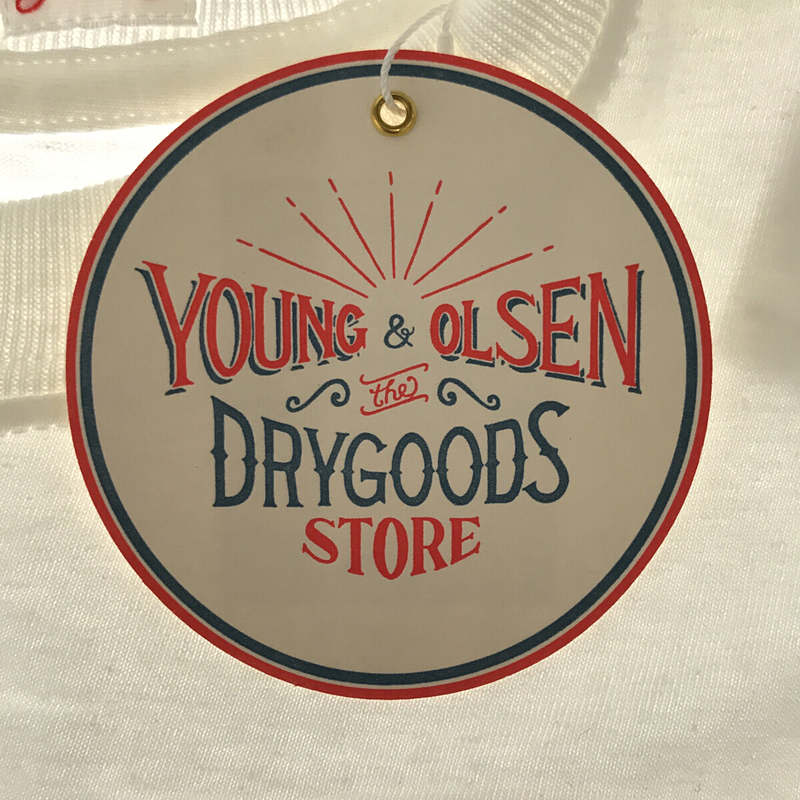 YOUNG & OLSEN
the
DRYGOODS
STORE